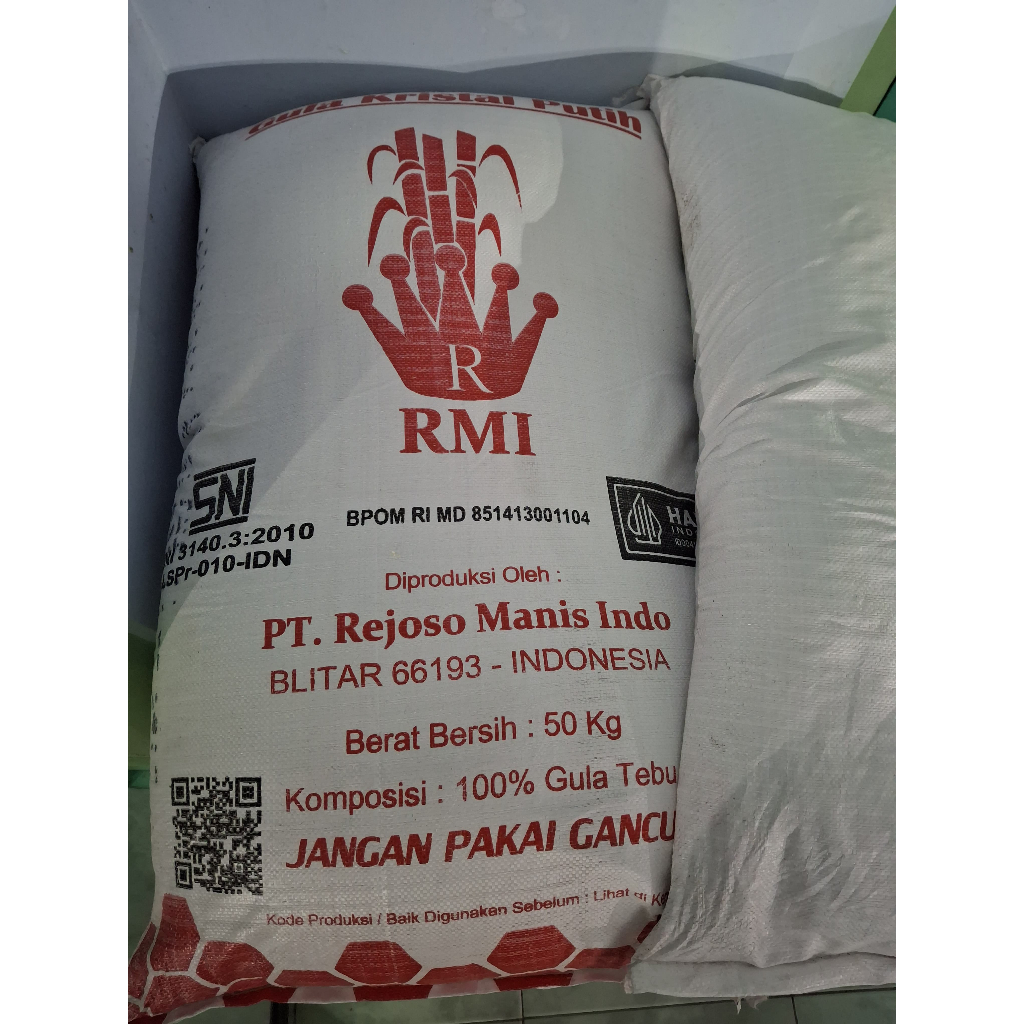 Gula Kristal Putih
R
RMI
SNI
3140.3:2010
LSPr-010-IDN
BPOM RI MD 851413001104
Diproduksi Oleh :
PT. Rejoso Manis Indo
BLITAR 66193 - INDONESIA
Berat Bersih : 50 Kg
Komposisi : 100% Gula Tebu
JANGAN PAKAI GANCU
Kode Produksi / Baik Digunakan Sebelum : Lihat di